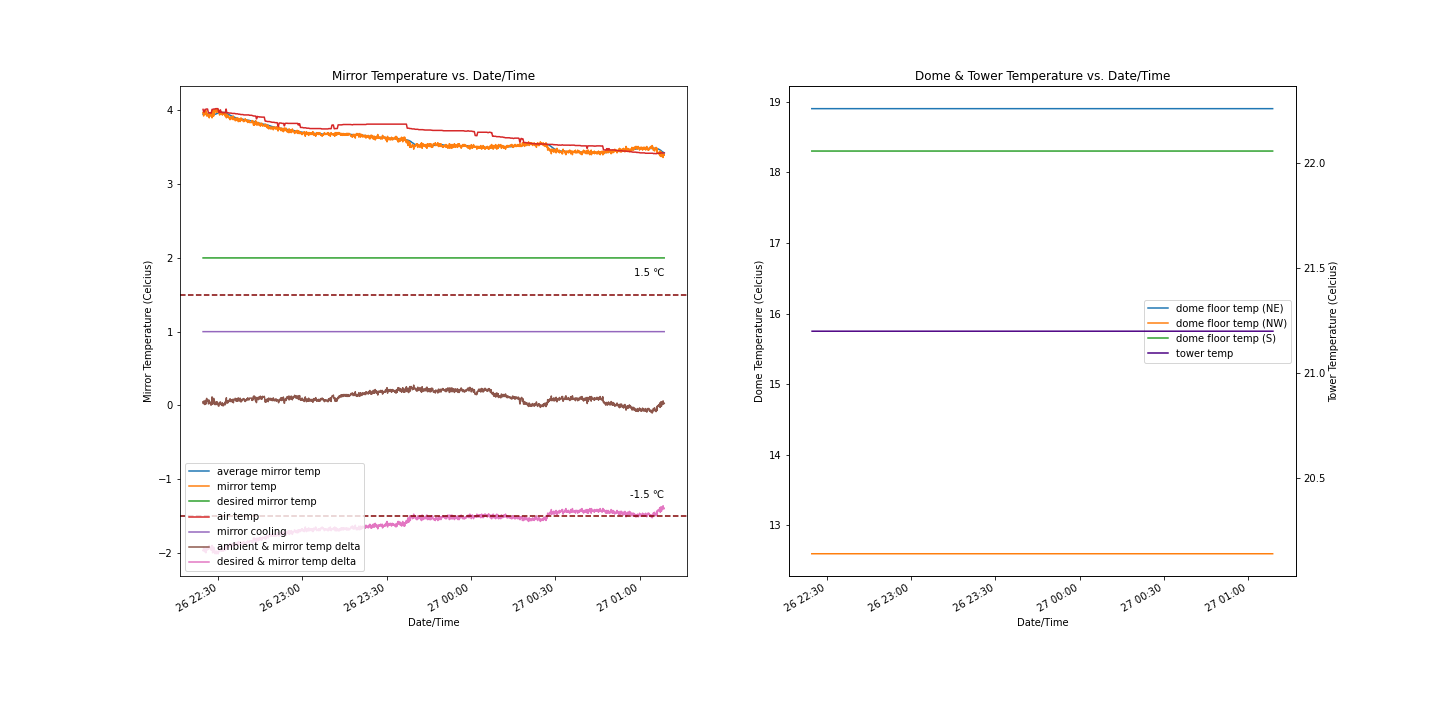 Mirror Temperature vs. Date/Time
Mirror Temperature (Celcius)
4
3
2
1
0
−1
−2
1.5 °C
-1.5 °C
average mirror temp
mirror temp
desired mirror temp
air temp
mirror cooling
ambient & mirror temp delta
desired & mirror temp delta
26 22:30
26 23:00
26 23:30
27 00:00
27 00:30
27 01:00
Date/Time
Dome & Tower Temperature vs. Date/Time
Dome Temperature (Celcius)
19
18
17
16
15
14
13
dome floor temp (NE)
dome floor temp (NW)
dome floor temp (S)
tower temp
22.0
21.5
21.0
20.5
Tower Temperature (Celcius)
26 22:30
26 23:00
26 23:30
27 00:00
27 00:30
27 01:00
Date/Time